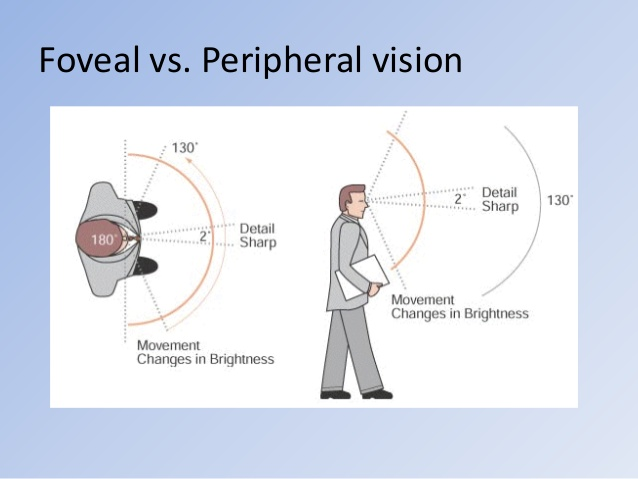 Foveal vs. Peripheral vision
130°
180°
2°
Detail
Sharp
Movement
Changes in Brightness
2°
Detail
Sharp
130°
Movement
Changes in Brightness